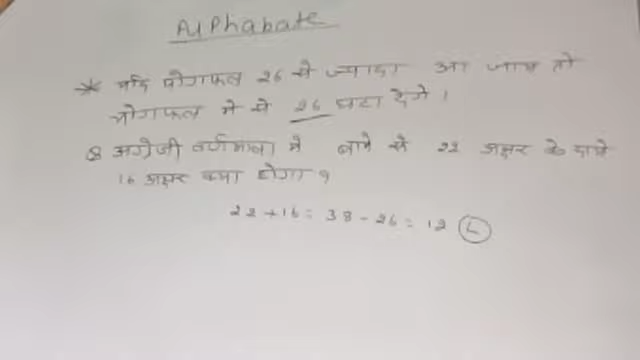 Alphabate
* यदि योगफल 26 से ज्यादा आ जाय तो
योगफल मे से 26 घटा देगे।
Q अग्रेजी वर्णमाला मे बाये से 22 अक्षर के दाये
16 अक्षर क्या होगा ?
22+16 = 38 - 26 = 12 L